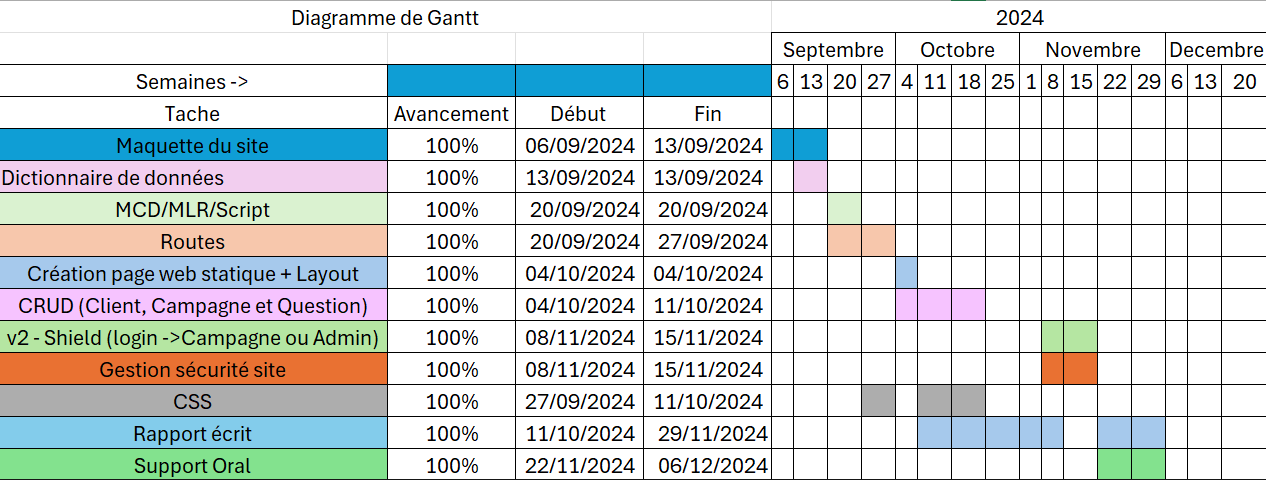 Diagramme de Gantt 2024
Septembre Octobre Novembre Decembre
Semaines -> 6 13 20 27 4 11 18 25 1 8 15 22 29 6 13 20
Tache Avancement Début Fin
Maquette du site 100% 06/09/2024 13/09/2024
Dictionnaire de données 100% 13/09/2024 13/09/2024
MCD/MLR/Script 100% 20/09/2024 20/09/2024
Routes 100% 20/09/2024 27/09/2024
Création page web statique + Layout 100% 04/10/2024 04/10/2024
CRUD (Client, Campagne et Question) 100% 04/10/2024 11/10/2024
v2 - Shield (login ->Campagne ou Admin) 100% 08/11/2024 15/11/2024
Gestion sécurité site 100% 08/11/2024 15/11/2024
CSS 100% 27/09/2024 11/10/2024
Rapport écrit 100% 11/10/2024 29/11/2024
Support Oral 100% 22/11/2024 06/12/2024